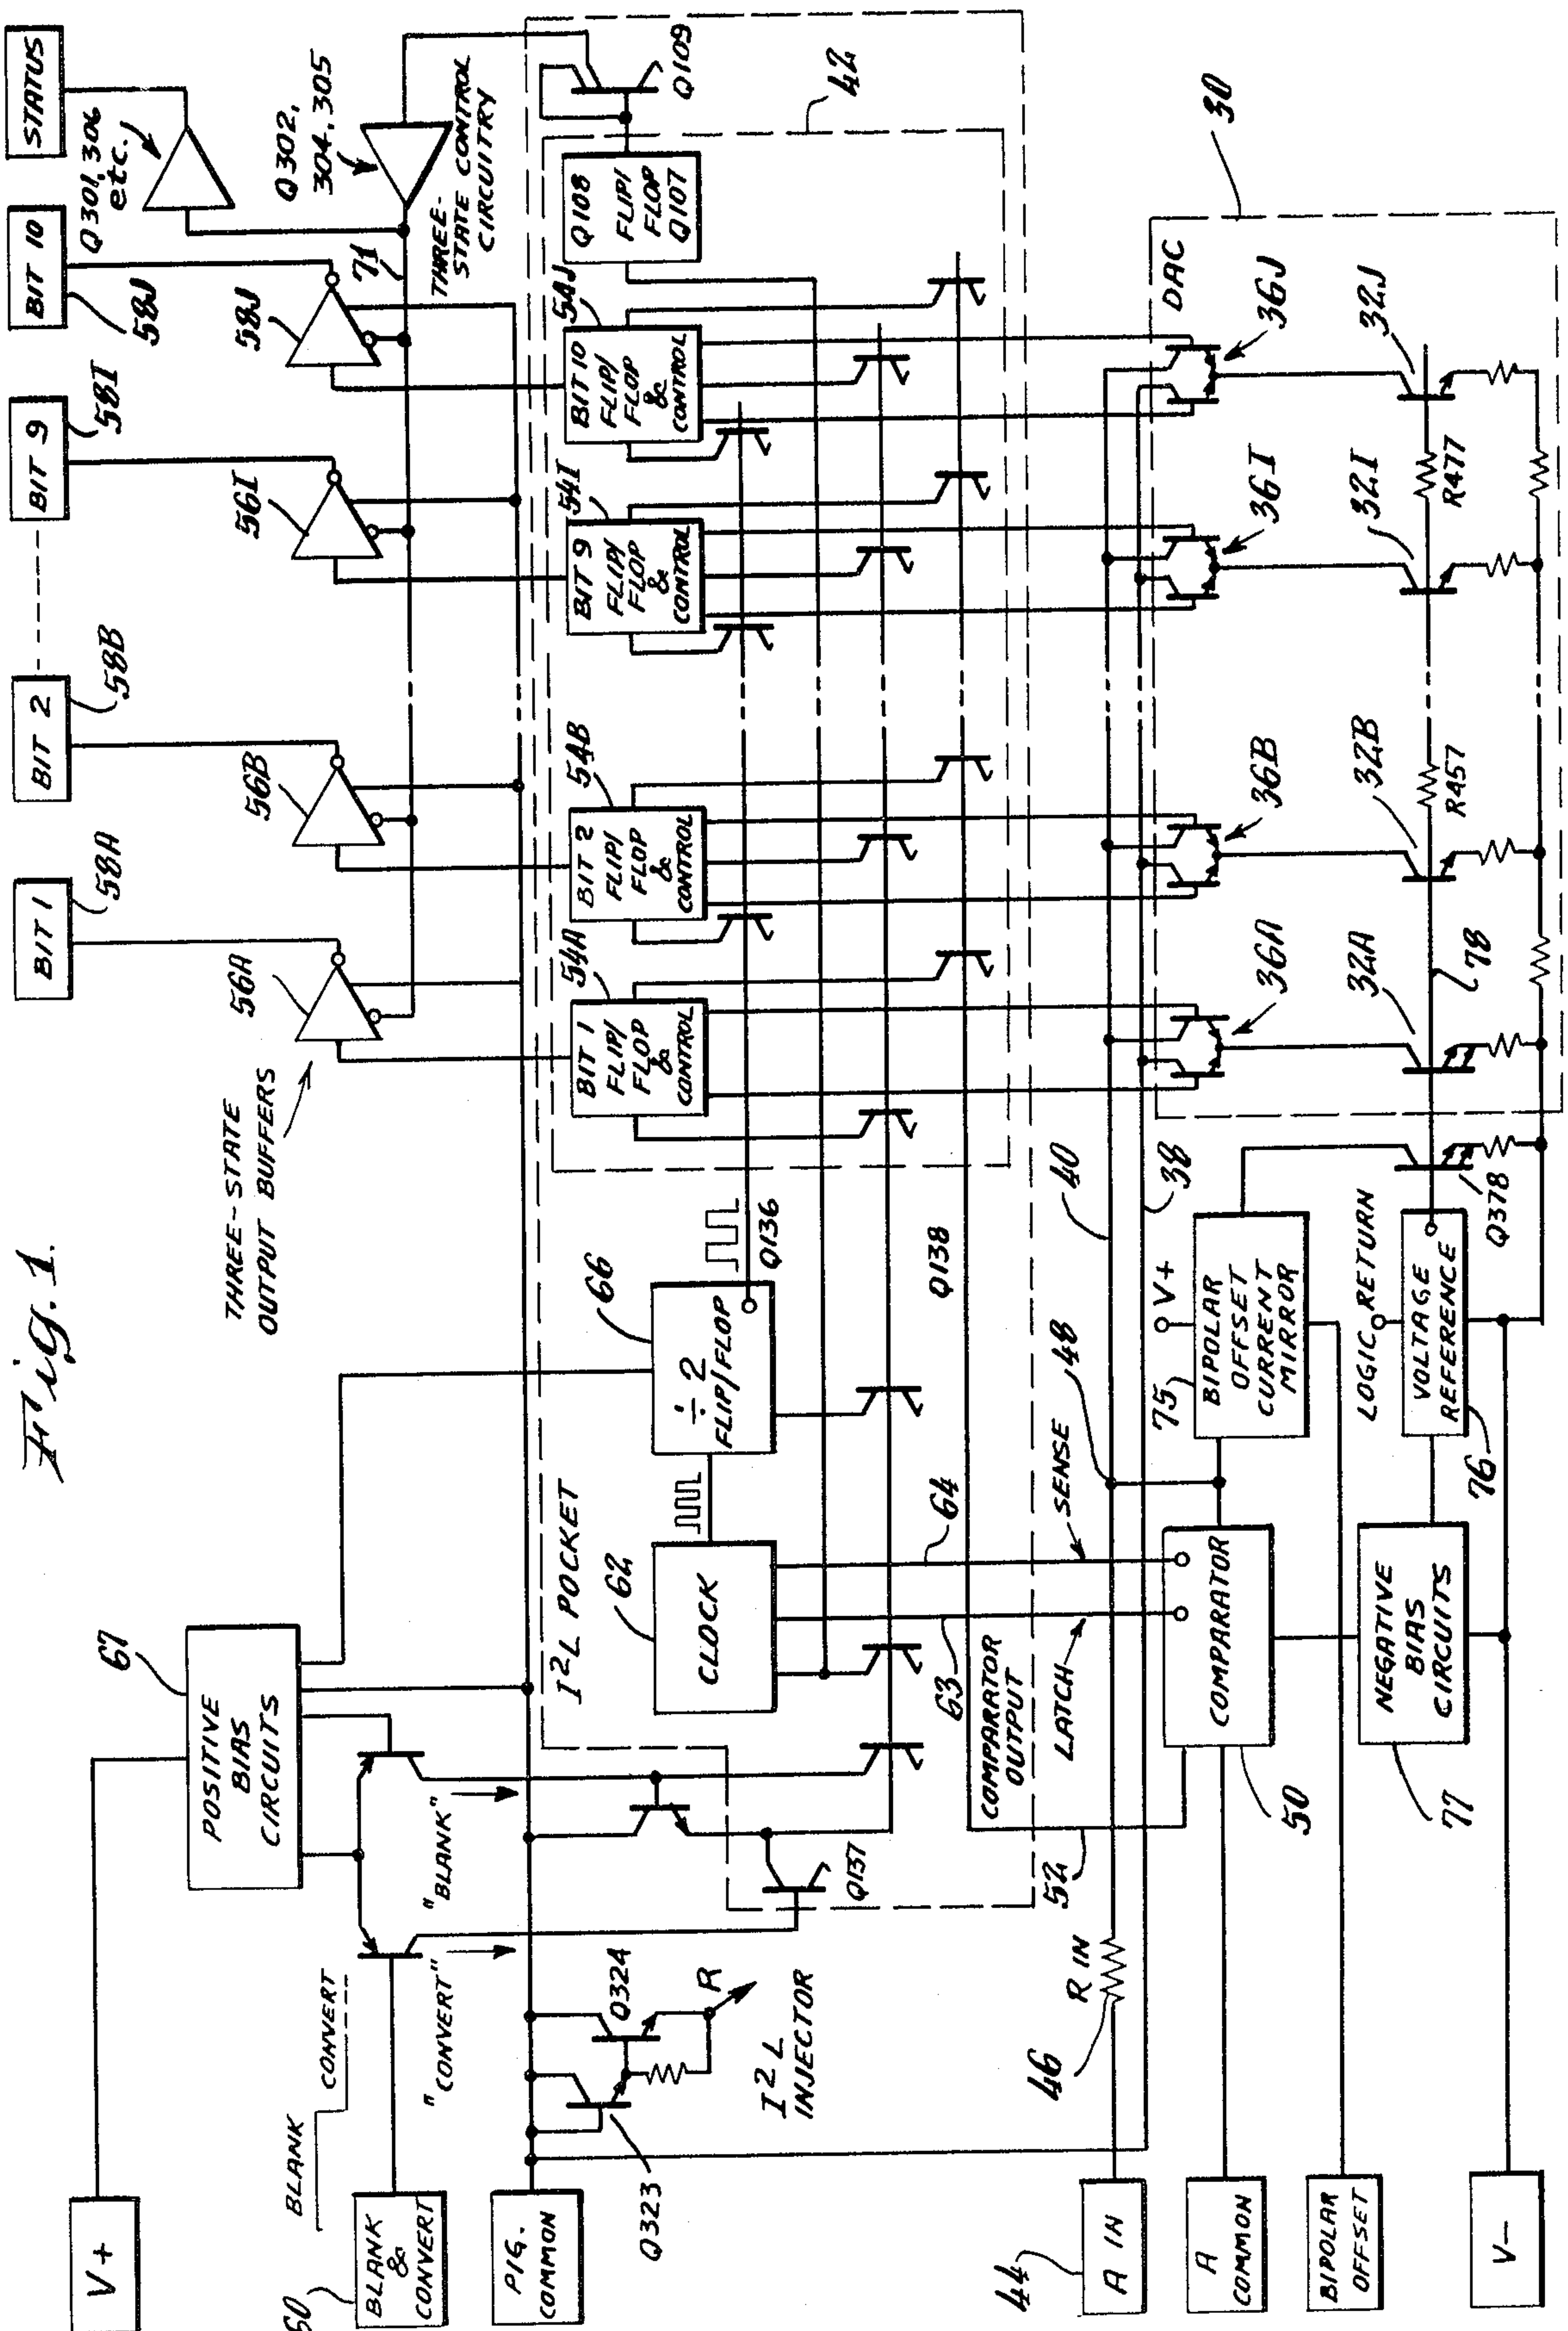 Fig. 1.
V+
60
BLANK
&
CONVERT
BLANK
CONVERT
67
POSITIVE
BIAS
CIRCUITS
"CONVERT"
"BLANK"
PIG.
COMMON
Q323
Q324
R
I²L
INJECTOR
Q137
THREE-STATE
OUTPUT BUFFERS
BIT 1
58A
BIT 2
58B
BIT 9
58I
BIT 10
58J
STATUS
Q301, 306
etc.
56A
56B
56I
58J
71
Q302,
304, 305
THREE-
STATE CONTROL
CIRCUITRY
I²L POCKET
62
CLOCK
66
÷2
FLIP/FLOP
Q136
BIT 1
FLIP/
FLOP
&
CONTROL
54A
BIT 2
FLIP/
FLOP
&
CONTROL
54B
BIT 9
FLIP/
FLOP
&
CONTROL
54I
BIT 10
FLIP/
FLOP
&
CONTROL
54J
Q108
FLIP/
FLOP
Q107
Q109
42
Q138
63
64
COMPARATOR
OUTPUT
LATCH
SENSE
52
44
A IN
46
R IN
48
40
38
A
COMMON
BIPOLAR
OFFSET
V-
50
COMPARATOR
75
BIPOLAR
OFFSET
CURRENT
MIRROR
V+
LOGIC RETURN
77
NEGATIVE
BIAS
CIRCUITS
76
VOLTAGE
REFERENCE
Q378
30
DAC
36A
36B
36I
36J
32A
32B
32I
32J
78
R457
R477